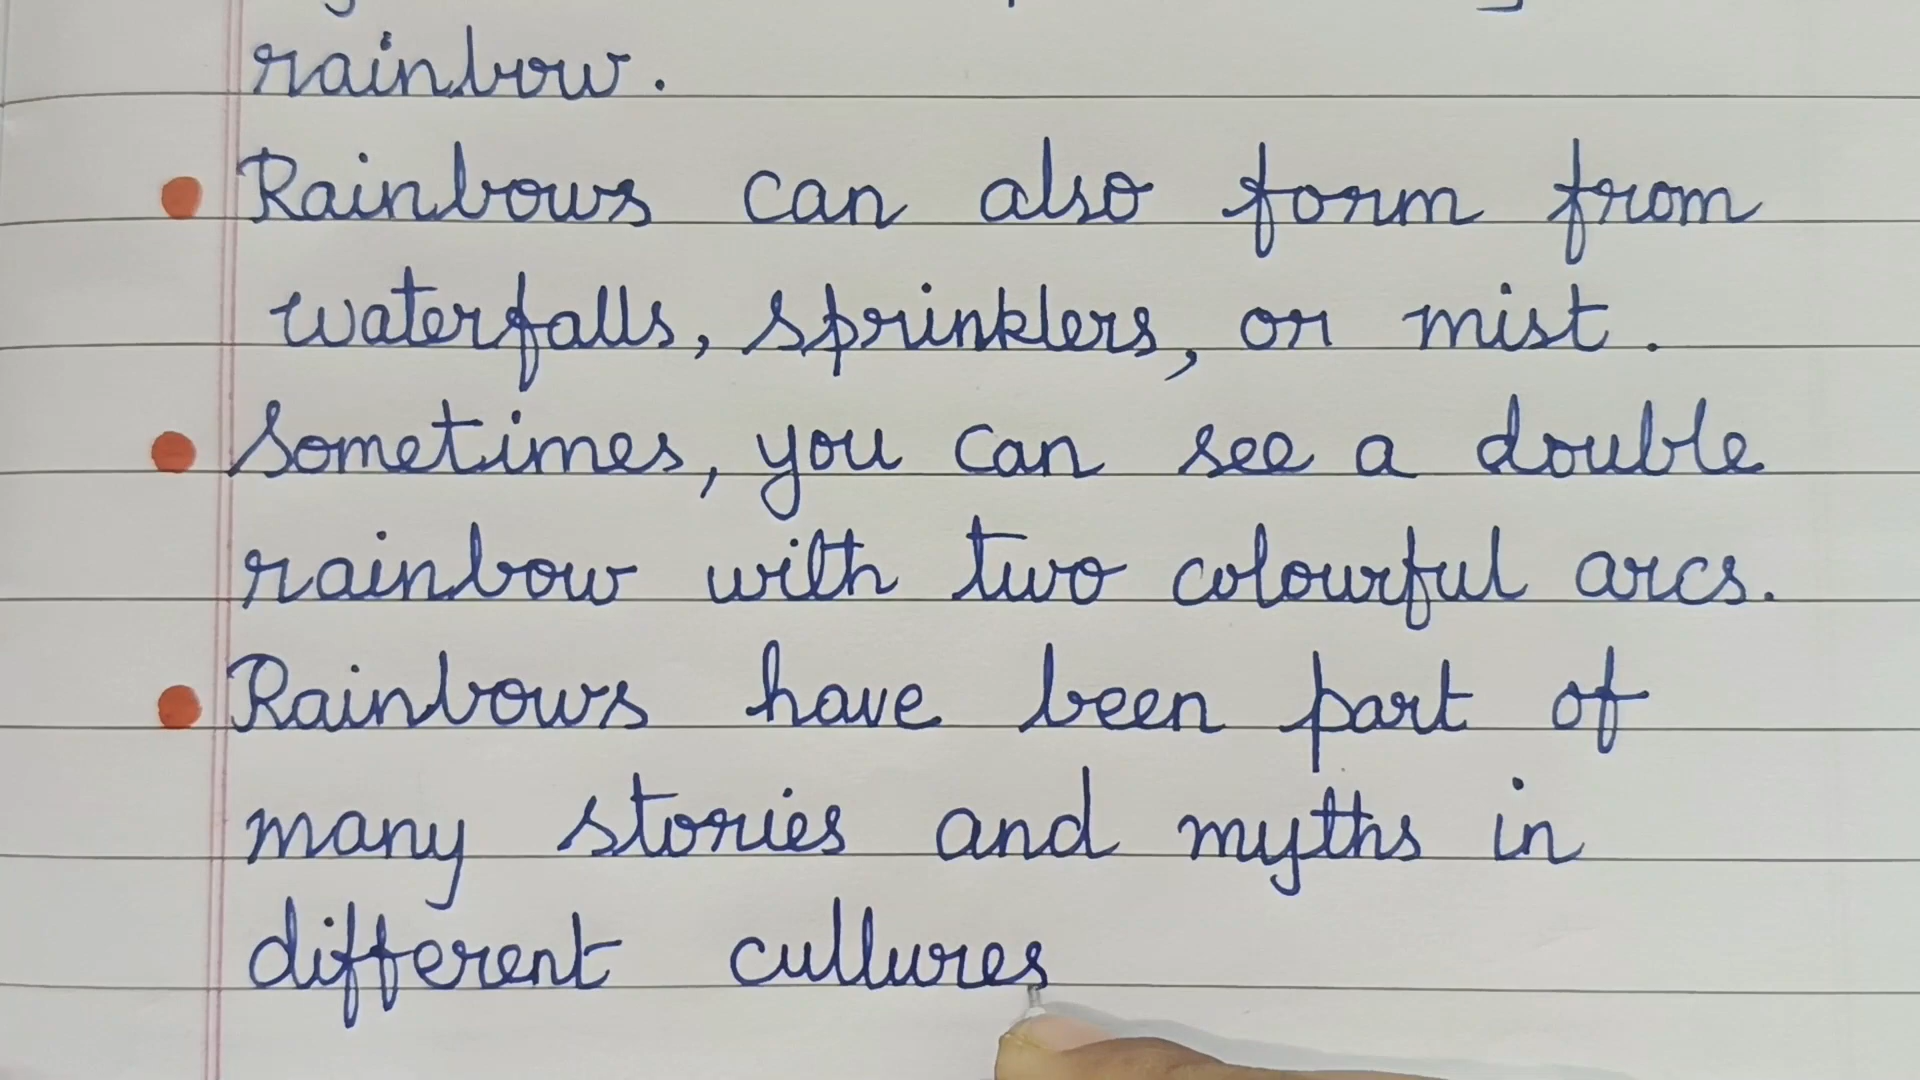 rainbow.
Rainbows can also form from
waterfalls, sprinklers, or mist.
Sometimes, you can see a double
rainbow with two colourful arcs.
Rainbows have been part of
many stories and myths in
different cullures